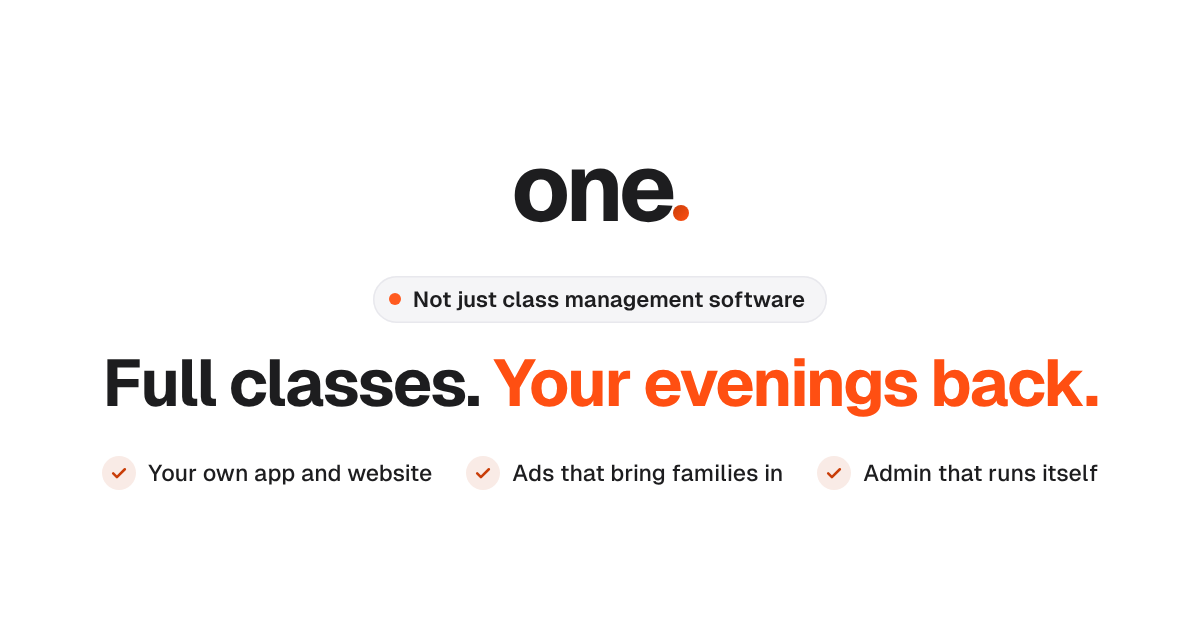 one.
Not just class management software
Full classes. Your evenings back.
Your own app and website
Ads that bring families in
Admin that runs itself